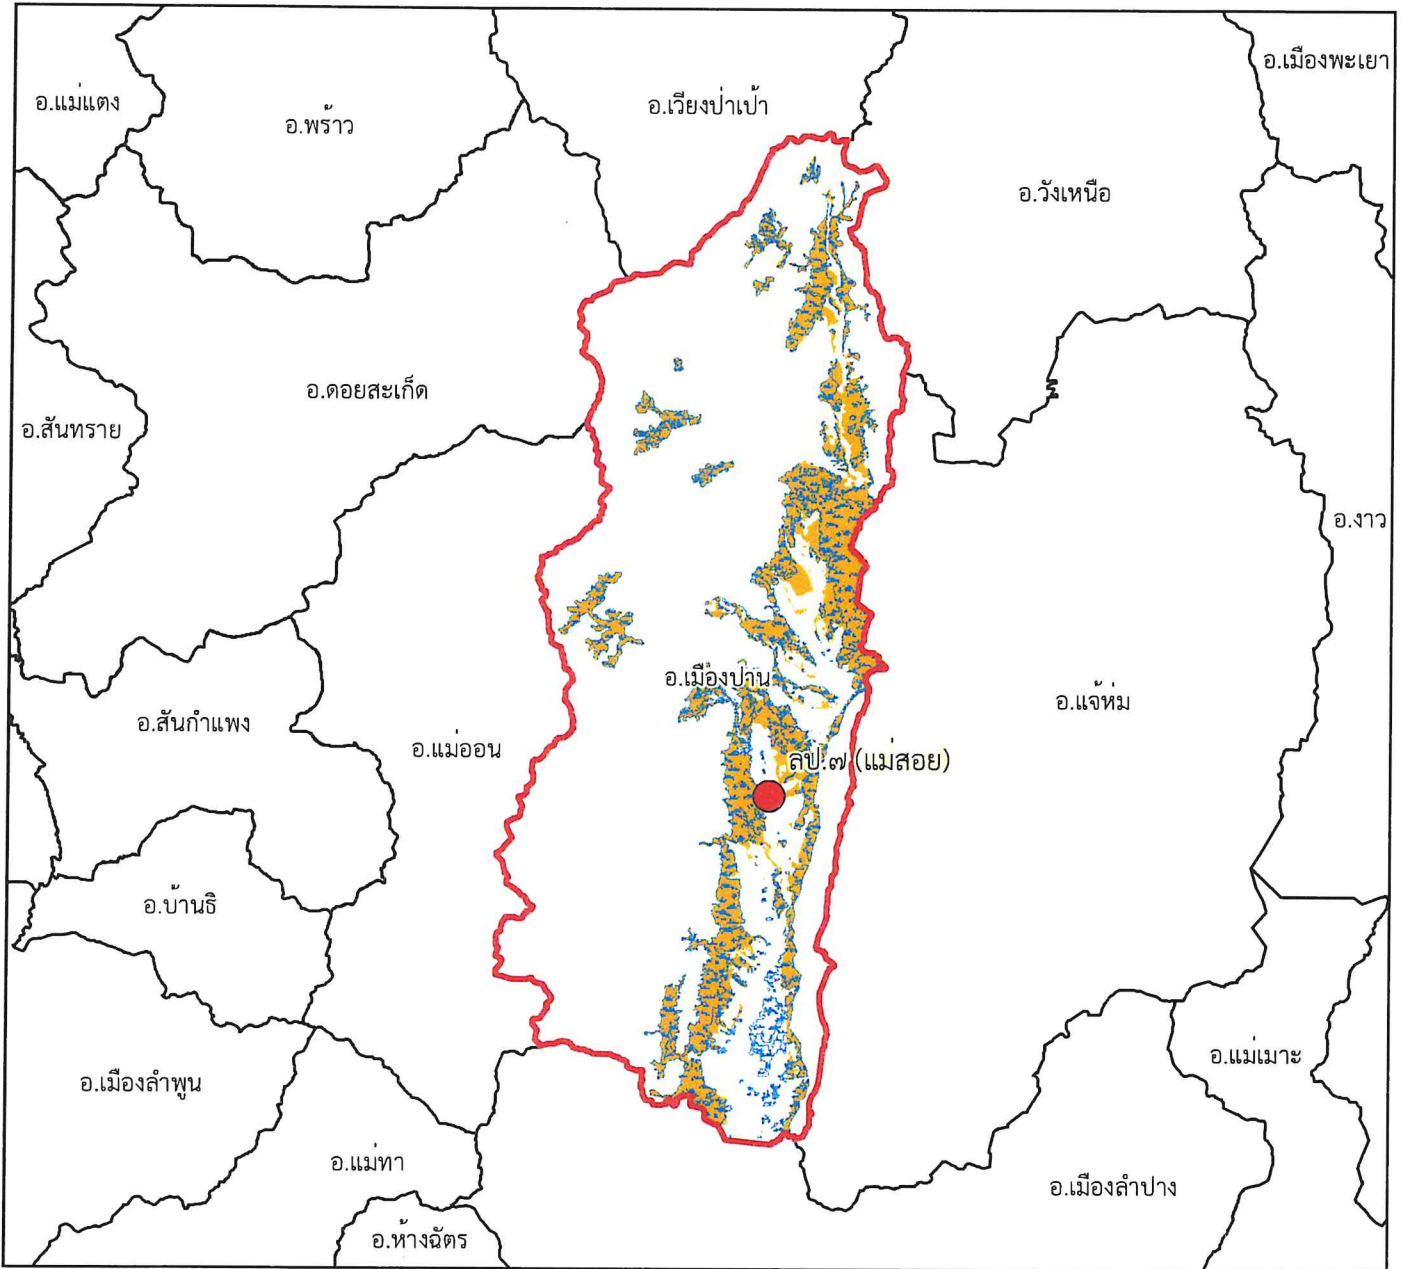 อ.เมืองพะเยา
อ.แม่แตง
อ.พร้าว
อ.เวียงป่าเป้า
อ.วังเหนือ
อ.ดอยสะเก็ด
อ.สันทราย
อ.งาว
อ.เมืองปาน
อ.แจ้ห่ม
อ.สันกำแพง
อ.แม่ออน
ลป.๗ (แม่สอย)
อ.บ้านธิ
อ.แม่เมาะ
อ.เมืองลำพูน
อ.แม่ทา
อ.เมืองลำปาง
อ.ห้างฉัตร